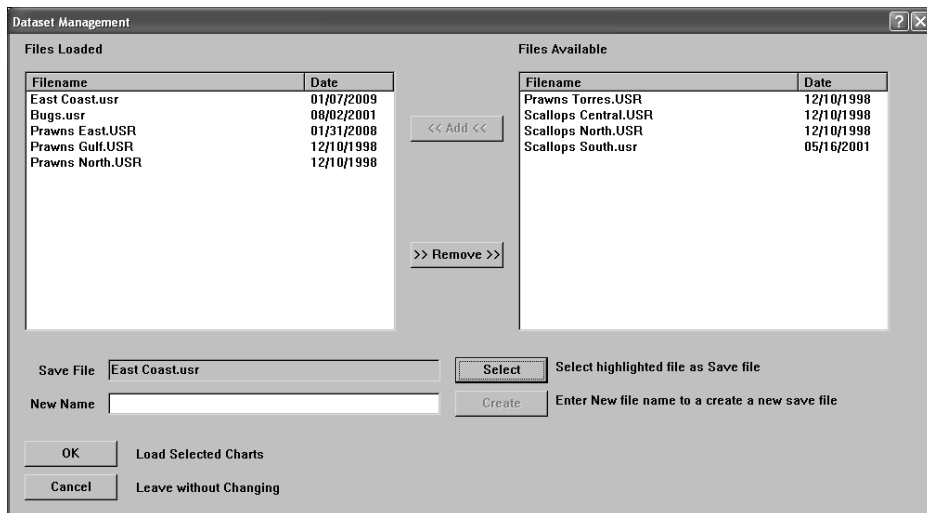 Dataset Management
Files Loaded
Files Available
Filename Date
East Coast.usr 01/07/2009
Bugs.usr 08/02/2001
Prawns East.USR 01/31/2008
Prawns Gulf.USR 12/10/1998
Prawns North.USR 12/10/1998
<< Add <<
>> Remove >>
Filename Date
Prawns Torres.USR 12/10/1998
Scallops Central.USR 12/10/1998
Scallops North.USR 12/10/1998
Scallops South.usr 05/16/2001
Save File East Coast.usr Select Select highlighted file as Save file
New Name Create Enter New file name to a create a new save file
OK Load Selected Charts
Cancel Leave without Changing